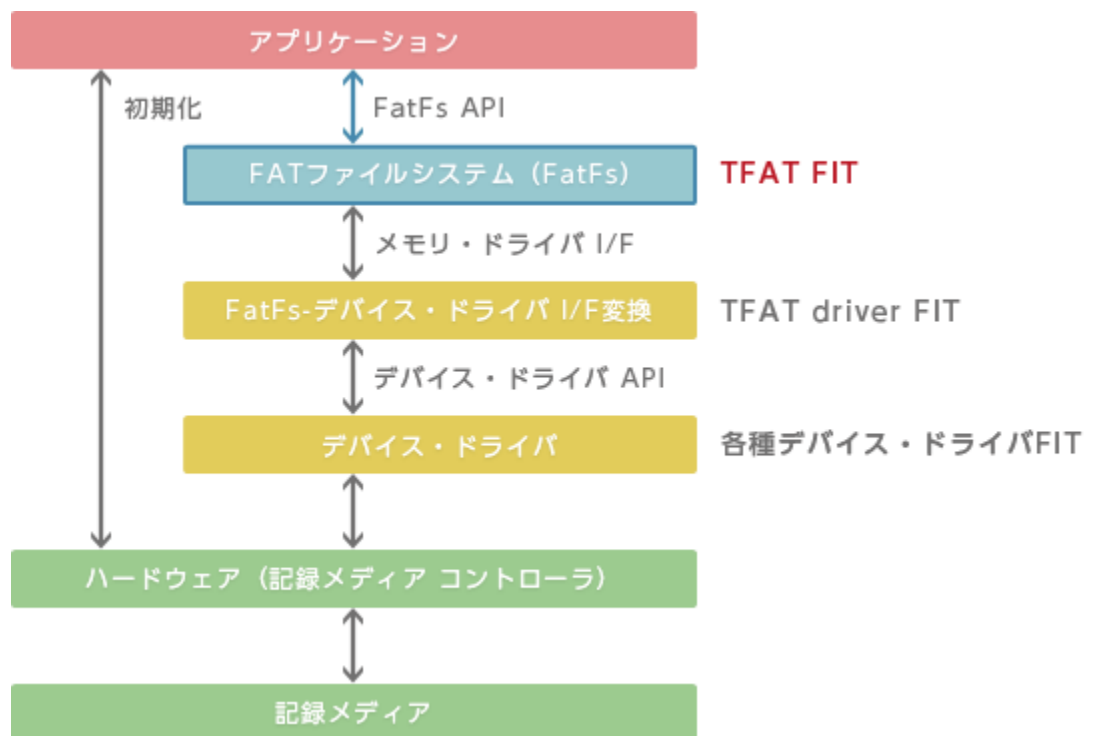 アプリケーション
初期化
FatFs API
FATファイルシステム（FatFs）
TFAT FIT
メモリ・ドライバ I/F
FatFs-デバイス・ドライバ I/F変換
TFAT driver FIT
デバイス・ドライバ API
デバイス・ドライバ
各種デバイス・ドライバFIT
ハードウェア（記録メディア コントローラ）
記録メディア